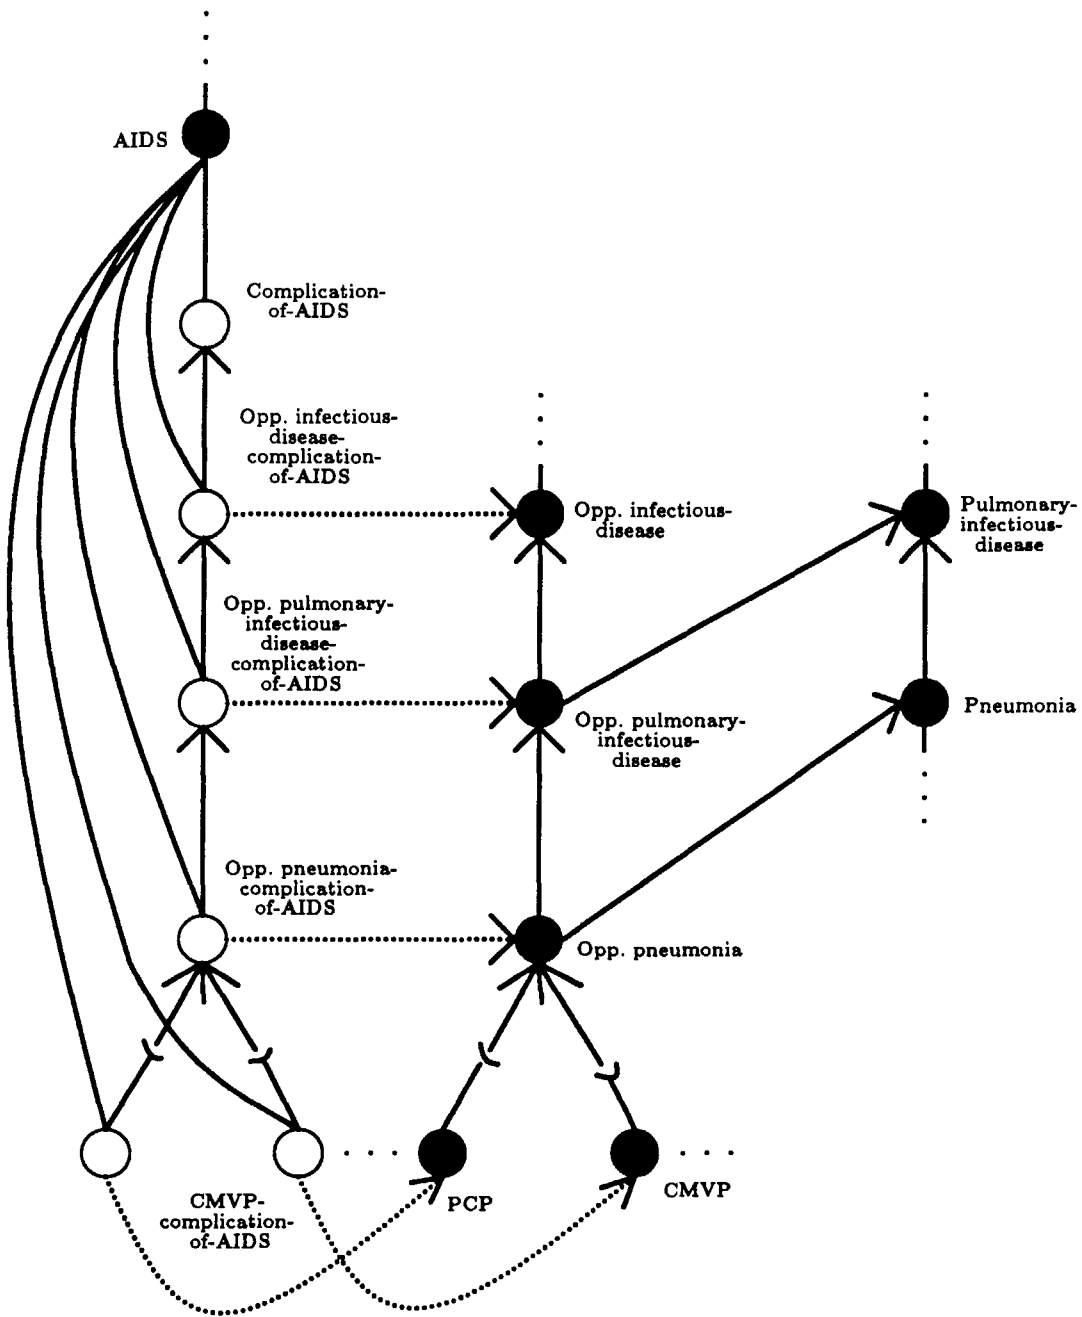 AIDS
Complication-
of-AIDS
Opp. infectious-
disease-
complication-
of-AIDS
Opp. infectious-
disease
Pulmonary-
infectious-
disease
Opp. pulmonary-
infectious-
disease-
complication-
of-AIDS
Opp. pulmonary-
infectious-
disease
Pneumonia
Opp. pneumonia-
complication-
of-AIDS
Opp. pneumonia
CMVP-
complication-
of-AIDS
PCP
CMVP